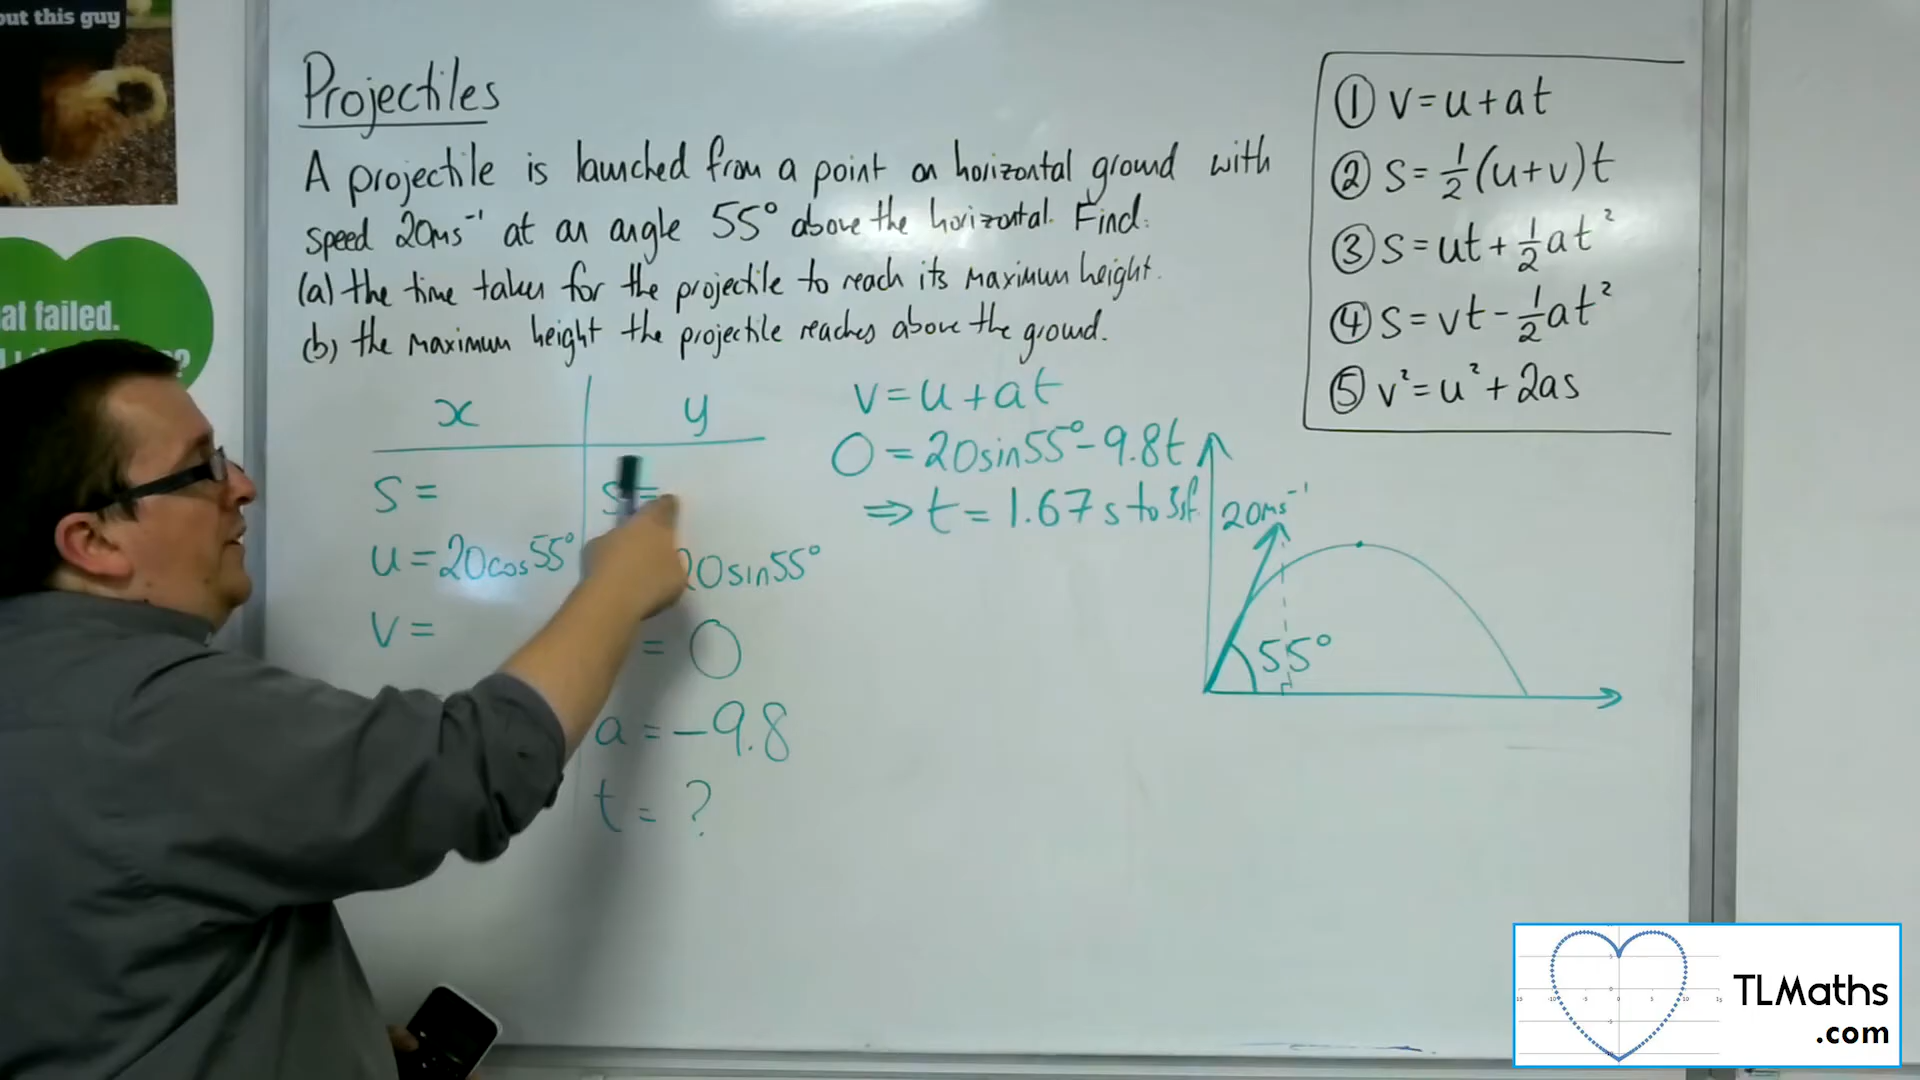 out this guy
at failed.
?
Projectiles
A projectile is launched from a point on horizontal ground with
speed 20ms⁻¹ at an angle 55° above the horizontal. Find:
(a) the time taken for the projectile to reach its maximum height.
(b) the maximum height the projectile reaches above the ground.
① v=u+at
② s=½(u+v)t
③ s=ut+½at²
④ s=vt-½at²
⑤ v²=u²+2as
x
y
s=
s=
u=20cos55°
20sin55°
v=
=0
a=-9.8
t=?
v=u+at
0=20sin55°-9.8t
⇒ t=1.67s to 3sf.
20ms⁻¹
55°
TLMaths
.com